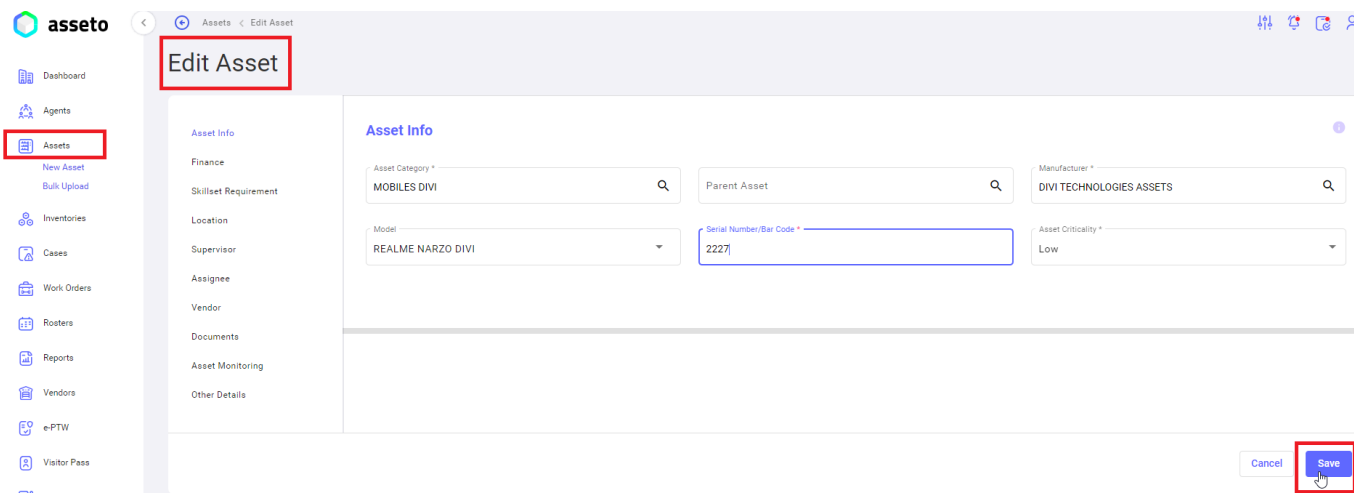 asseto
Assets < Edit Asset
Edit Asset
Dashboard
Agents
Assets
New Asset
Bulk Upload
Inventories
Cases
Work Orders
Rosters
Reports
Vendors
e-PTW
Visitor Pass
Asset Info
Finance
Skillset Requirement
Location
Supervisor
Assignee
Vendor
Documents
Asset Monitoring
Other Details
Asset Info
Asset Category *
MOBILES DIVI
Parent Asset
Manufacturer *
DIVI TECHNOLOGIES ASSETS
Model
REALME NARZO DIVI
Serial Number/Bar Code *
2227
Asset Criticality *
Low
Cancel
Save